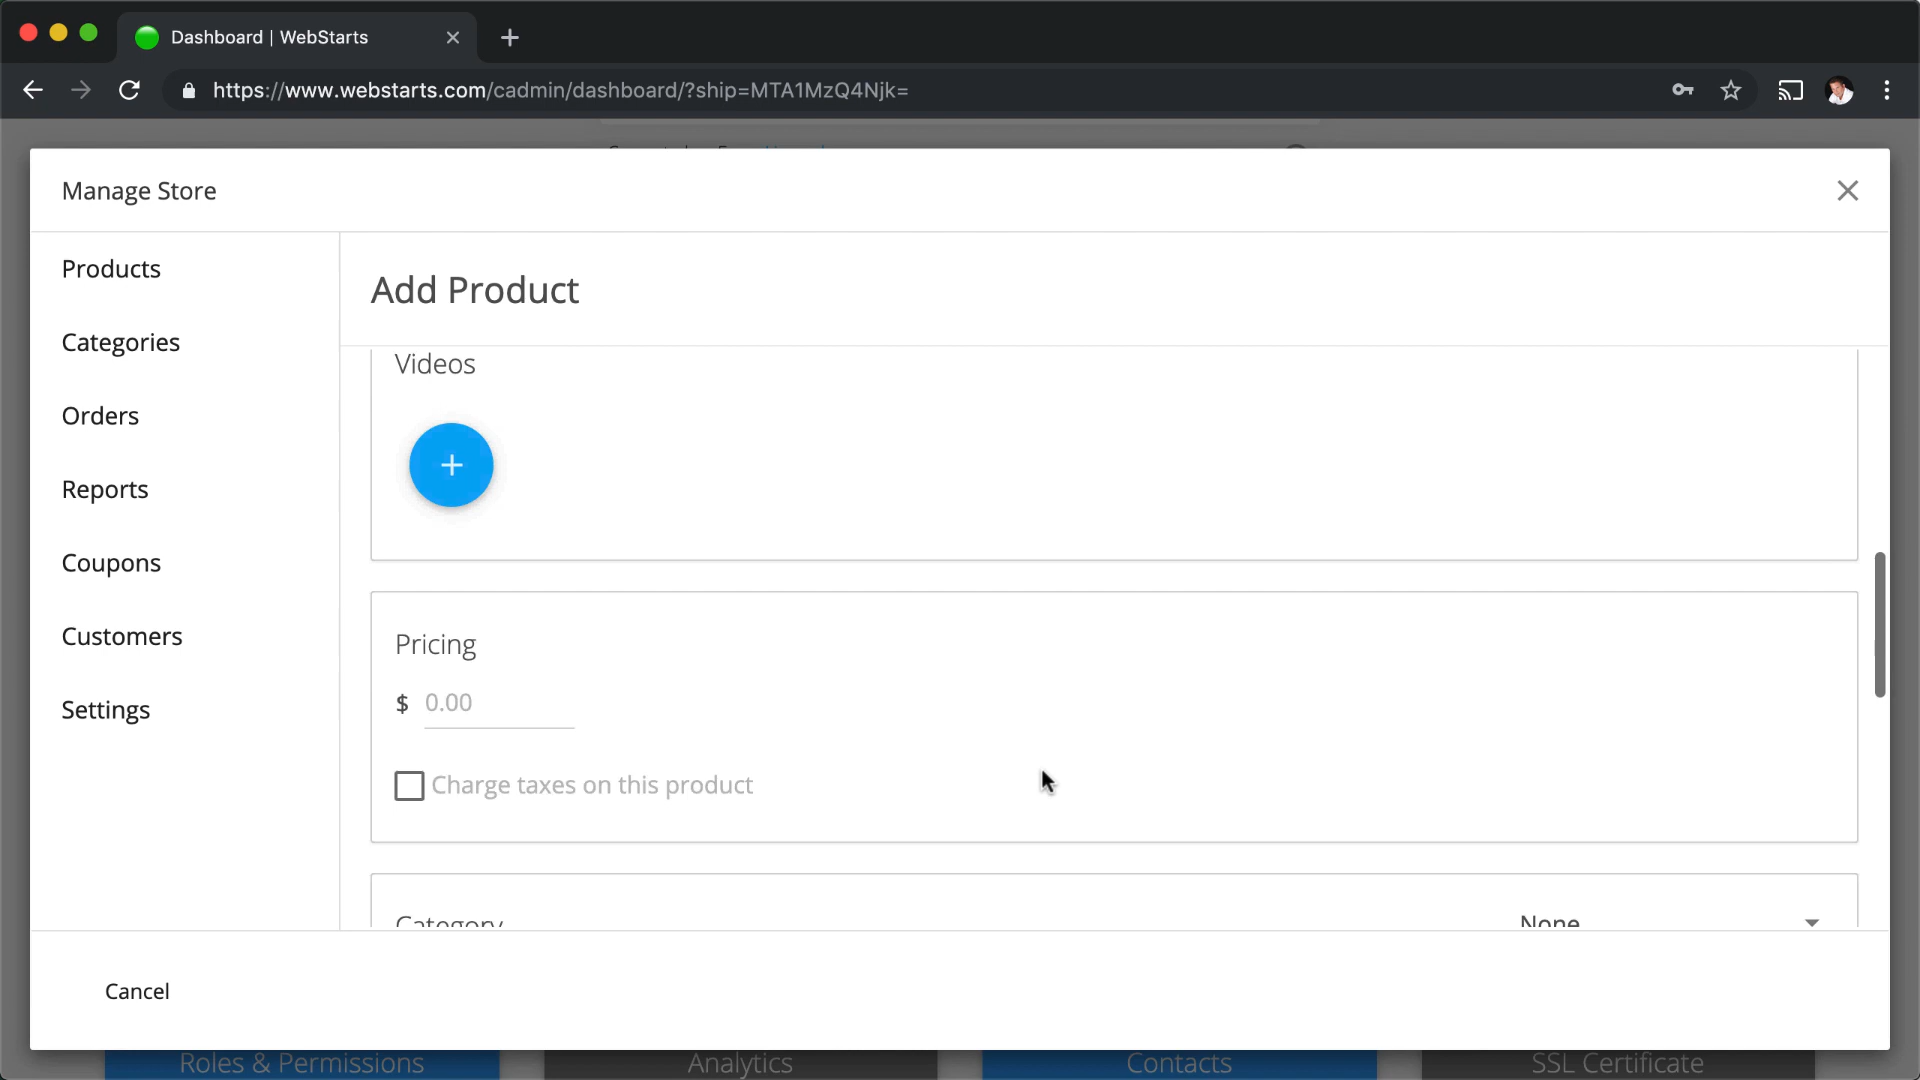 Dashboard | WebStarts
https://www.webstarts.com/cadmin/dashboard/?ship=MTA1MzQ4Njk=
Manage Store
Products
Categories
Orders
Reports
Coupons
Customers
Settings
Add Product
Videos
Pricing
$ 0.00
Charge taxes on this product
Category
None
Cancel
Roles & Permissions
Analytics
Contacts
SSL Certificate